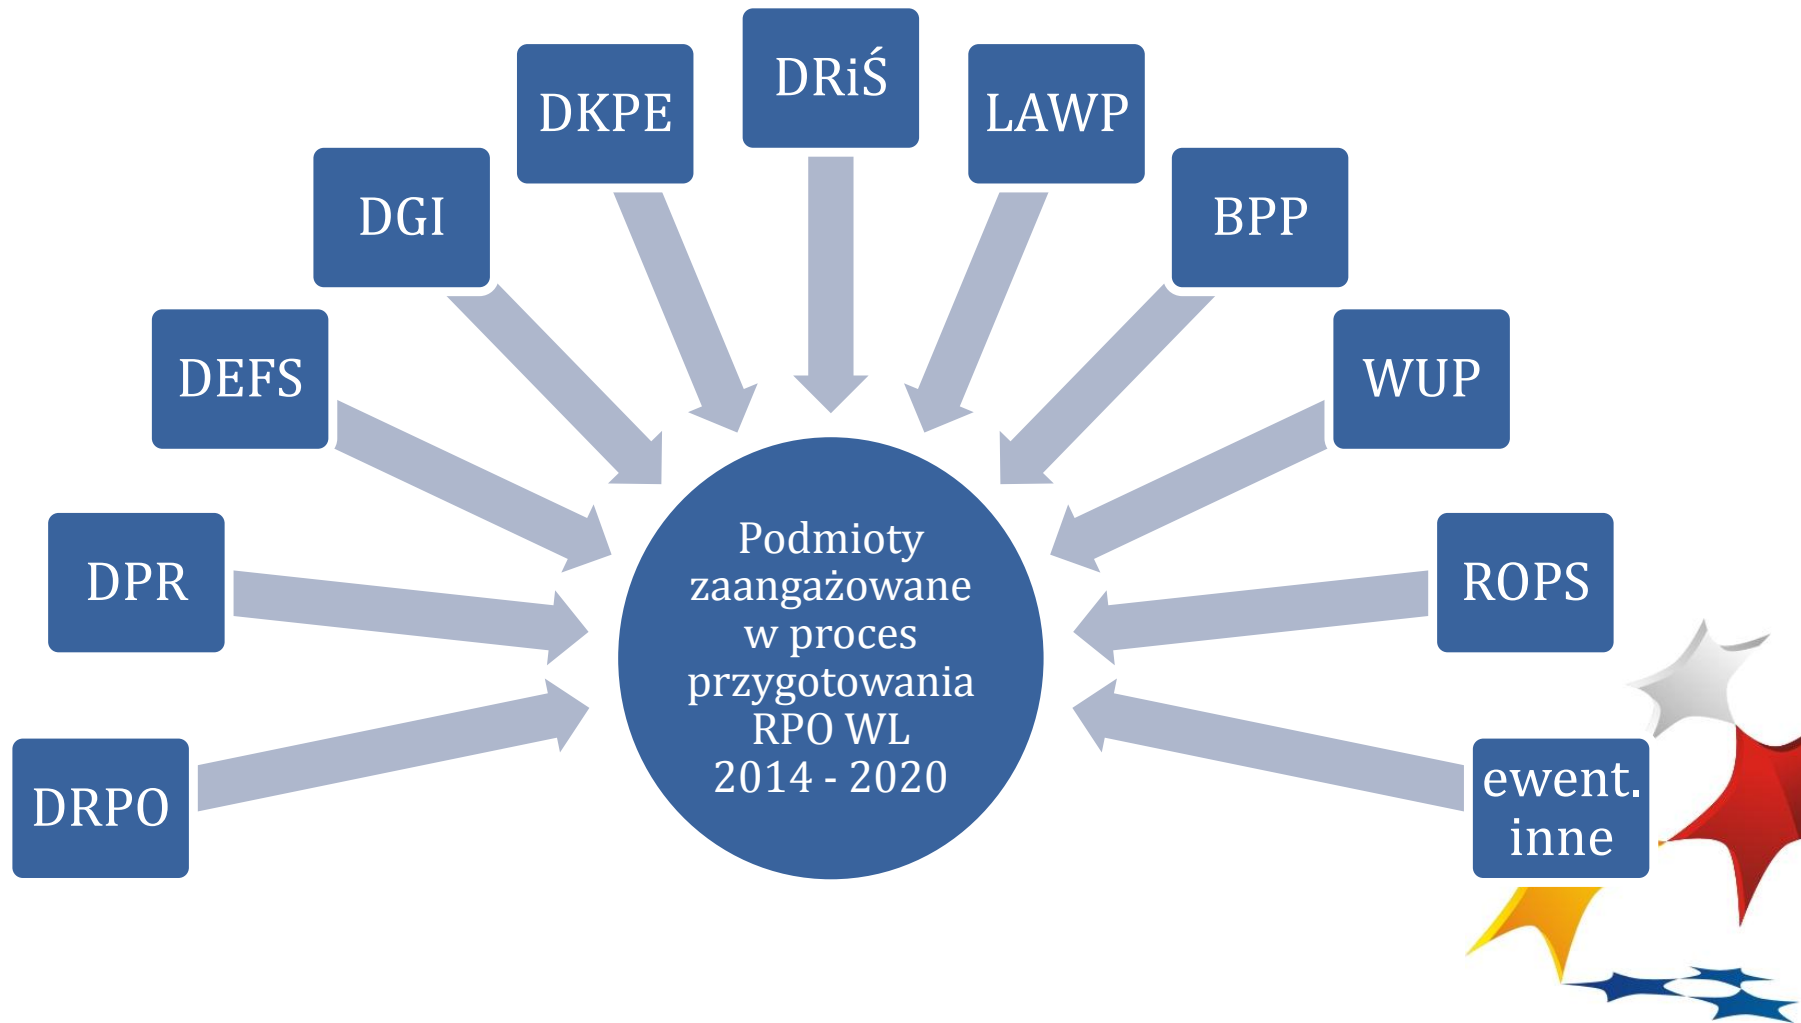 DRiŚ
DKPE
LAWP
DGI
BPP
DEFS
WUP
DPR
ROPS
DRPO
ewent.
inne
Podmioty
zaangażowane
w proces
przygotowania
RPO WL
2014 - 2020